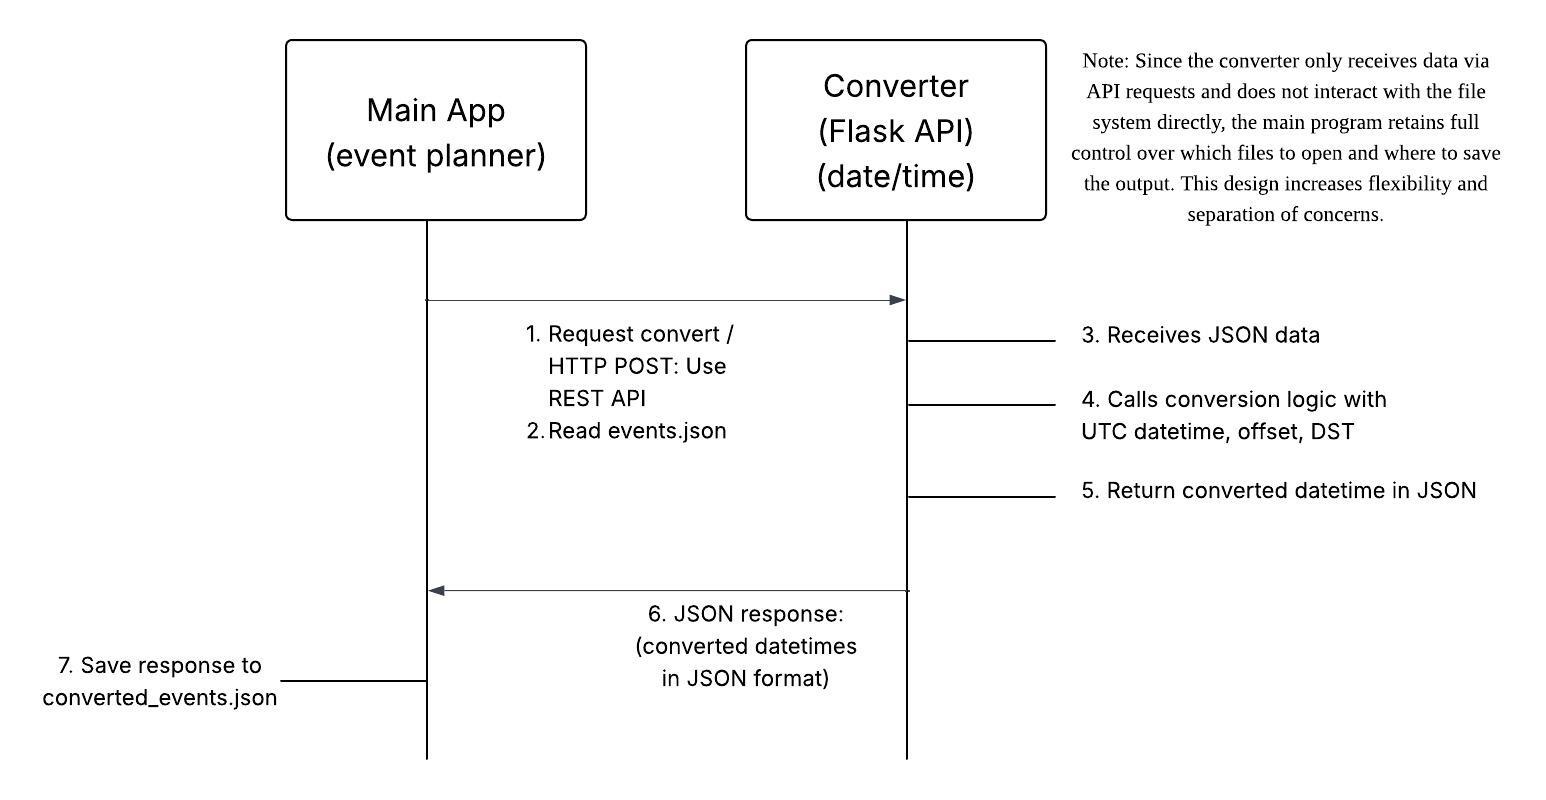 Main App
(event planner)
Converter
(Flask API)
(date/time)
Note: Since the converter only receives data via
API requests and does not interact with the file
system directly, the main program retains full
control over which files to open and where to save
the output. This design increases flexibility and
separation of concerns.
1. Request convert /
HTTP POST: Use
REST API
2. Read events.json
3. Receives JSON data
4. Calls conversion logic with
UTC datetime, offset, DST
5. Return converted datetime in JSON
6. JSON response:
(converted datetimes
in JSON format)
7. Save response to
converted_events.json